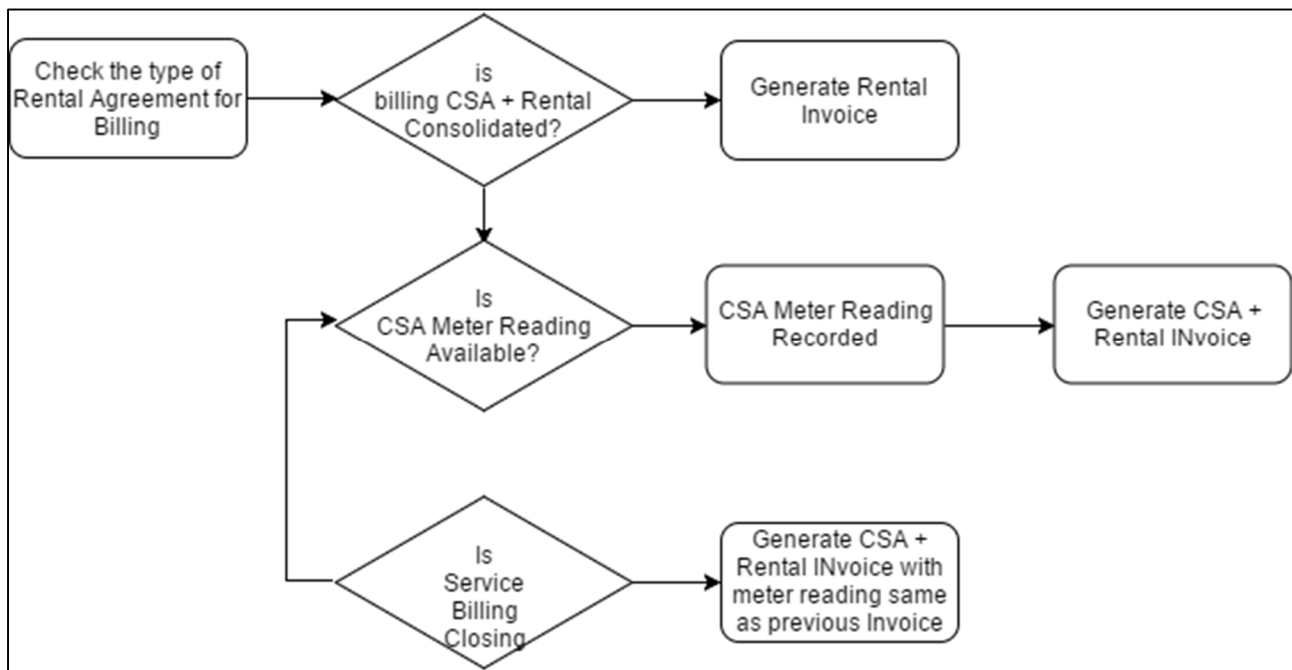 Check the type of
Rental Agreement for
Billing
is
billing CSA + Rental
Consolidated?
Generate Rental
Invoice
Is
CSA Meter Reading
Available?
CSA Meter Reading
Recorded
Generate CSA +
Rental INvoice
Is
Service
Billing
Closing
Generate CSA +
Rental INvoice with
meter reading same
as previous Invoice